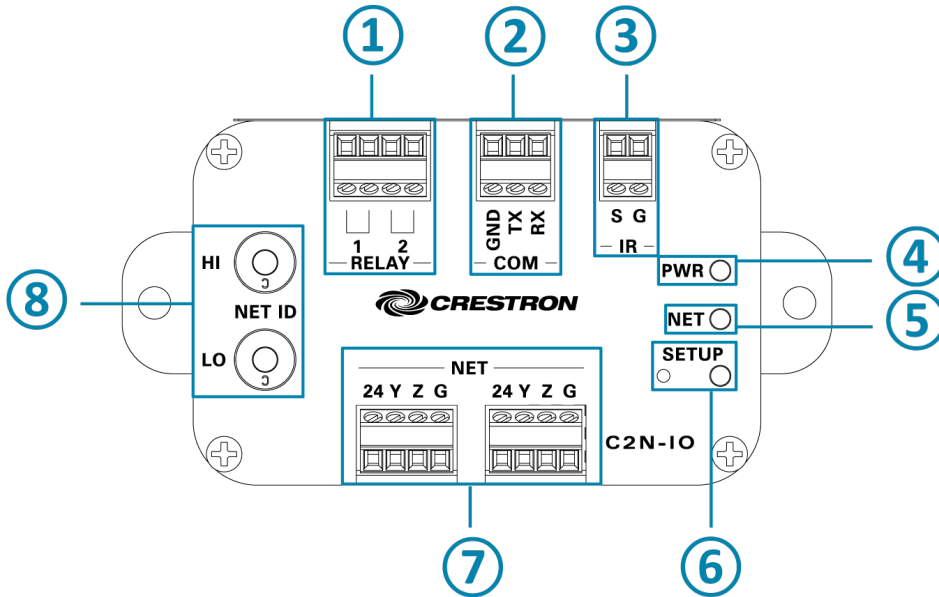 1 2 3
S G
IR
GND TX RX
1 2
RELAY
COM
HI
PWR
4
NET ID
CRESTRON
NET
5
8
LO
SETUP
NET
24 Y Z G 24 Y Z G
C2N-IO
7
6